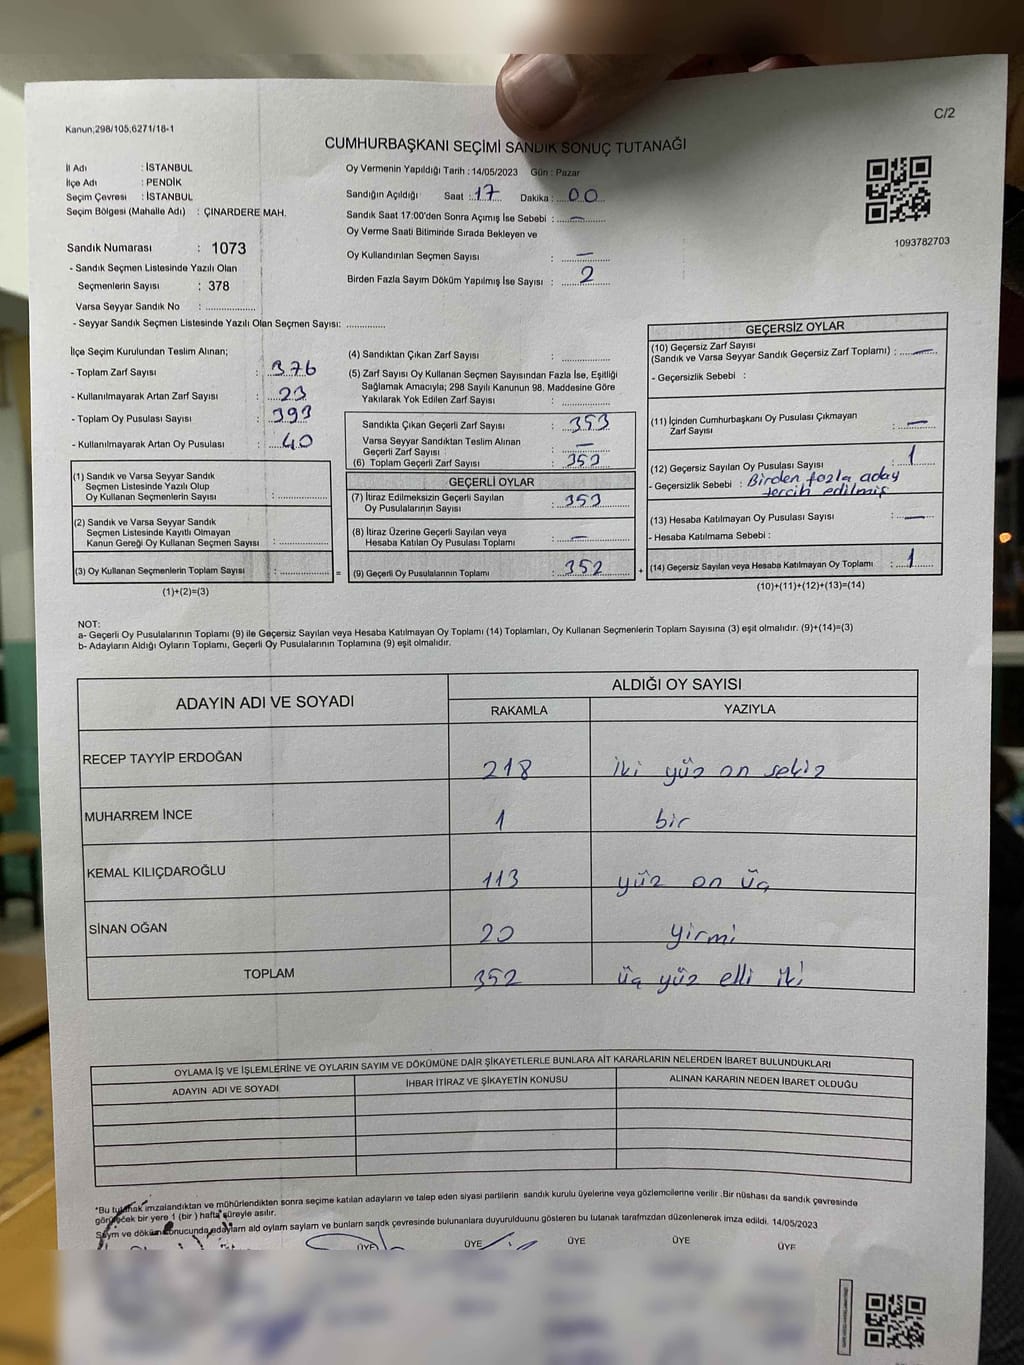 C/2
Kanun;298/105,6271/18-1
CUMHURBAŞKANI SEÇİMİ SANDIK SONUÇ TUTANAĞI
İl Adı : İSTANBUL
İlçe Adı : PENDİK
Seçim Çevresi : İSTANBUL
Seçim Bölgesi (Mahalle Adı) : ÇINARDERE MAH.
Sandık Numarası : 1073
- Sandık Seçmen Listesinde Yazılı Olan
Seçmenlerin Sayısı : 378
Varsa Seyyar Sandık No : ..................
- Seyyar Sandık Seçmen Listesinde Yazılı Olan Seçmen Sayısı: ..............
Oy Vermenin Yapıldığı Tarih : 14/05/2023 Gün : Pazar
Sandığın Açıldığı Saat : 17 Dakika : 00
Sandık Saat 17:00'den Sonra Açımış İse Sebebi : —
Oy Verme Saati Bitiminde Sırada Bekleyen ve
Oy Kullandırılan Seçmen Sayısı : —
Birden Fazla Sayım Döküm Yapılmış İse Sayısı : 2
1093782703
İlçe Seçim Kurulundan Teslim Alınan;
- Toplam Zarf Sayısı : 376
- Kullanılmayarak Artan Zarf Sayısı : 23
- Toplam Oy Pusulası Sayısı : 393
- Kullanılmayarak Artan Oy Pusulası : 40
(1) Sandık ve Varsa Seyyar Sandık
Seçmen Listesinde Yazılı Olup
Oy Kullanan Seçmenlerin Sayısı : ..............
(2) Sandık ve Varsa Seyyar Sandık
Seçmen Listesinde Kayıtlı Olmayan
Kanun Gereği Oy Kullanan Seçmen Sayısı : ..............
(3) Oy Kullanan Seçmenlerin Toplam Sayısı : ..............
(1)+(2)=(3)
(4) Sandıktan Çıkan Zarf Sayısı : ..............
(5) Zarf Sayısı Oy Kullanan Seçmen Sayısından Fazla İse, Eşitliği
Sağlamak Amacıyla; 298 Sayılı Kanunun 98. Maddesine Göre
Yakılarak Yok Edilen Zarf Sayısı : ..............
Sandıkta Çıkan Geçerli Zarf Sayısı : 353
Varsa Seyyar Sandıktan Teslim Alınan
Geçerli Zarf Sayısı : —
(6) Toplam Geçerli Zarf Sayısı : 353
GEÇERLİ OYLAR
(7) İtiraz Edilmeksizin Geçerli Sayılan
Oy Pusulalarının Sayısı : 353
(8) İtiraz Üzerine Geçerli Sayılan veya
Hesaba Katılan Oy Pusulası Toplamı : —
= (9) Geçerli Oy Pusulalarının Toplamı : 352 +
GEÇERSİZ OYLAR
(10) Geçersiz Zarf Sayısı
(Sandık ve Varsa Seyyar Sandık Geçersiz Zarf Toplamı) : —
- Geçersizlik Sebebi :
(11) İçinden Cumhurbaşkanı Oy Pusulası Çıkmayan
Zarf Sayısı : —
(12) Geçersiz Sayılan Oy Pusulası Sayısı : 1
- Geçersizlik Sebebi : Birden fazla aday
tercih edilmiş
(13) Hesaba Katılmayan Oy Pusulası Sayısı : —
- Hesaba Katılmama Sebebi :
(14) Geçersiz Sayılan veya Hesaba Katılmayan Oy Toplamı : 1
(10)+(11)+(12)+(13)=(14)
NOT:
a- Geçerli Oy Pusulalarının Toplamı (9) ile Geçersiz Sayılan veya Hesaba Katılmayan Oy Toplamı (14) Toplamları, Oy Kullanan Seçmenlerin Toplam Sayısına (3) eşit olmalıdır. (9)+(14)=(3)
b- Adayların Aldığı Oyların Toplamı, Geçerli Oy Pusulalarının Toplamına (9) eşit olmalıdır.
ADAYIN ADI VE SOYADI
ALDIĞI OY SAYISI
RAKAMLA YAZIYLA
RECEP TAYYİP ERDOĞAN 218 iki yüz on sekiz
MUHARREM İNCE 1 bir
KEMAL KILIÇDAROĞLU 113 yüz on üç
SİNAN OĞAN 20 yirmi
TOPLAM 352 üç yüz elli iki
OYLAMA İŞ VE İŞLEMLERİNE VE OYLARIN SAYIM VE DÖKÜMÜNE DAİR ŞİKAYETLERLE BUNLARA AİT KARARLARIN NELERDEN İBARET BULUNDUKLARI
ADAYIN ADI VE SOYADI İHBAR İTİRAZ VE ŞİKAYETİN KONUSU ALINAN KARARIN NEDEN İBARET OLDUĞU
*Bu tutanak imzalandıktan ve mühürlendikten sonra seçime katılan adayların ve talep eden siyasi partilerin sandık kurulu üyelerine veya gözlemcilerine verilir .Bir nüshası da sandık çevresinde
görülecek bir yere 1 (bir ) hafta süreyle asılır.
Sayım ve döküm sonucunda adayların ald oyların sayların ve bunların sandk çevresinde bulunanlara duyurulduunu gösteren bu tutanak tarafmzdan düzenlenerek imza edildi. 14/05/2023
ÜYE ÜYE ÜYE ÜYE ÜYE